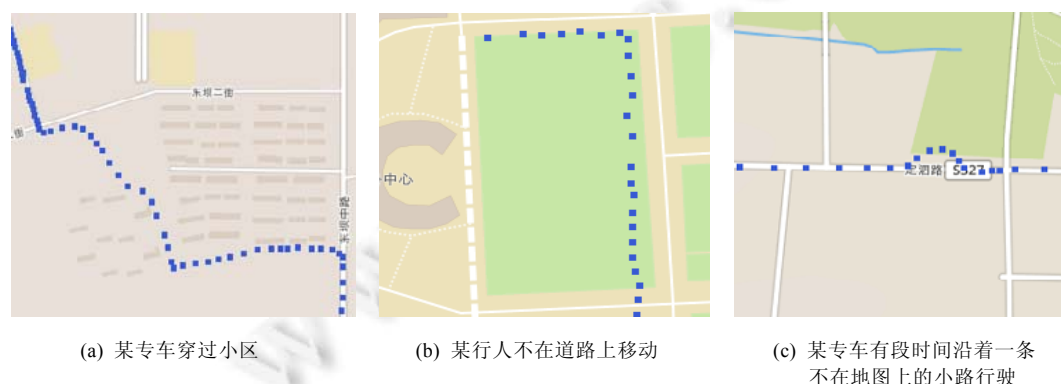 东坝二街
街
东坝中路
中心
定泗路
S327
(a) 某专车穿过小区
(b) 某行人不在道路上移动
(c) 某专车有段时间沿着一条
不在地图上的小路行驶